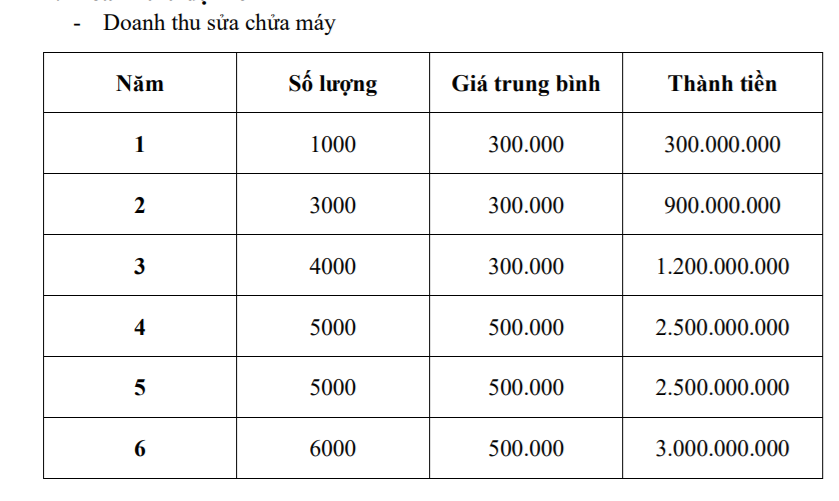 - Doanh thu sửa chửa máy
Năm Số lượng Giá trung bình Thành tiền
1 1000 300.000 300.000.000
2 3000 300.000 900.000.000
3 4000 300.000 1.200.000.000
4 5000 500.000 2.500.000.000
5 5000 500.000 2.500.000.000
6 6000 500.000 3.000.000.000